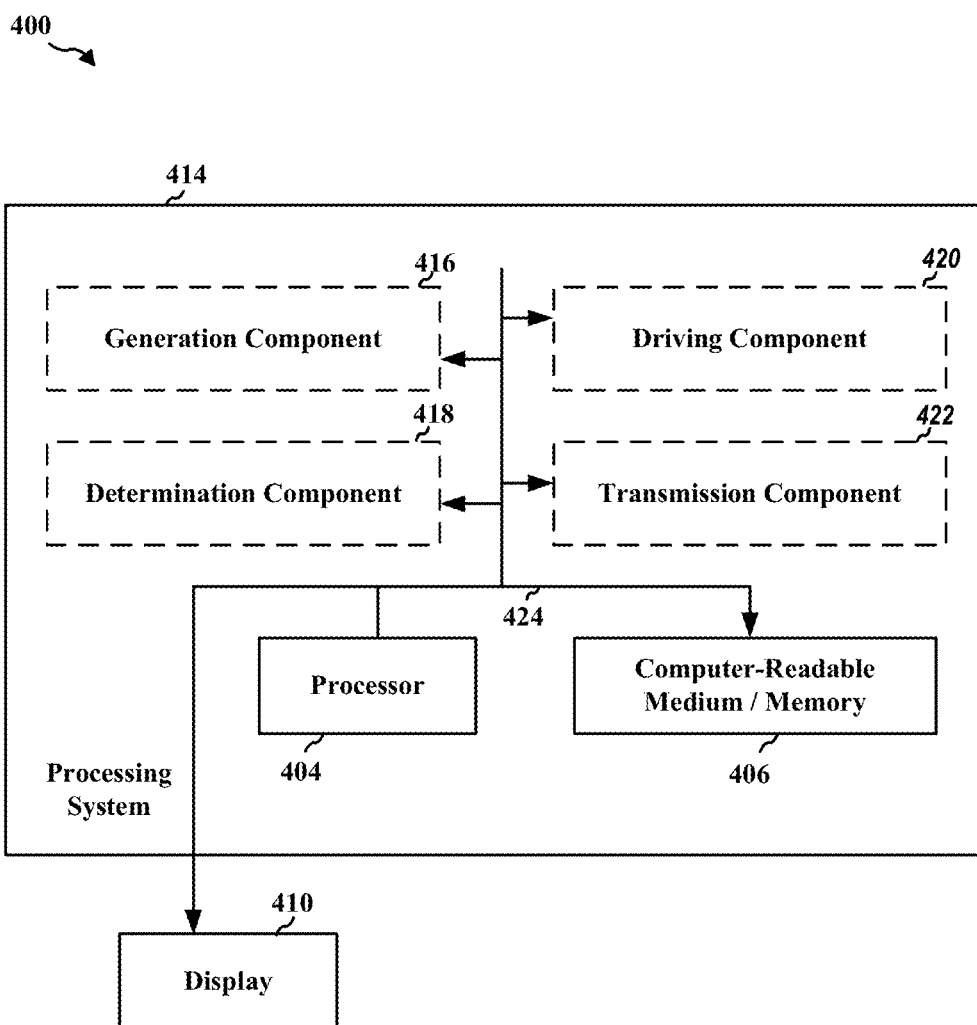 400
414
416
420
Generation Component
Driving Component
418
422
Determination Component
Transmission Component
424
Processor
Computer-Readable
Medium / Memory
404
406
Processing
System
410
Display